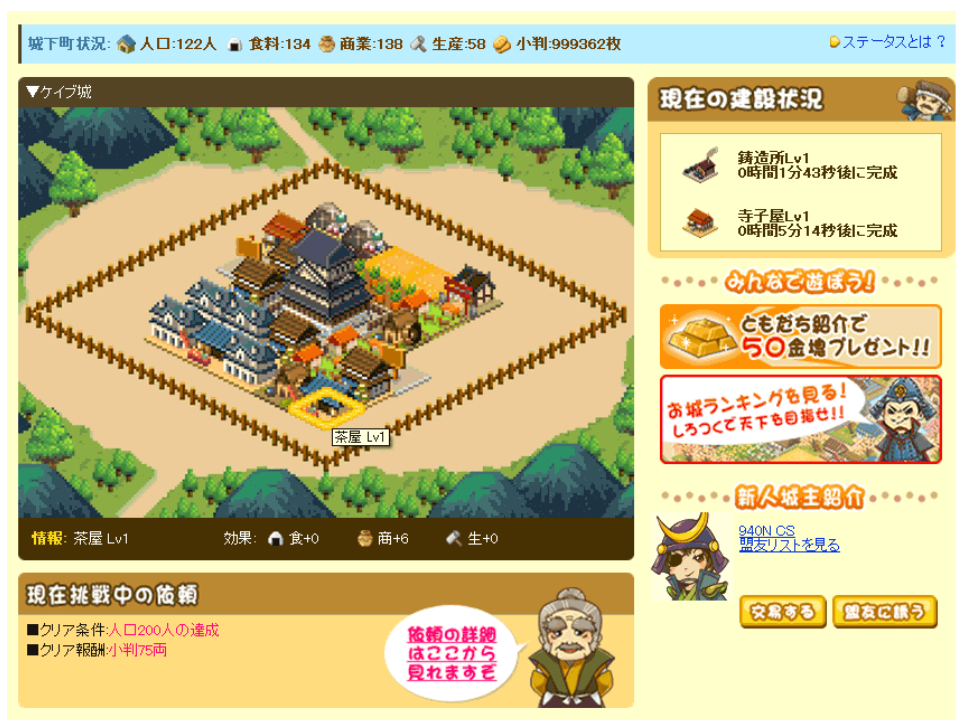 城下町状況: 人口:122人 食料:134 商業:138 生産:58 小判:999362枚
ステータスとは？
▼ケイブ城
茶屋 Lv1
情報: 茶屋 Lv1 効果: 食+0 商+6 生+0
現在挑戦中の依頼
■クリア条件:人口200人の達成
■クリア報酬:小判75両
依頼の詳細
はここから
見れますぞ
現在の建設状況
鋳造所Lv1
0時間1分43秒後に完成
寺子屋Lv1
0時間5分14秒後に完成
みんなで遊ぼう!
ともだち紹介で
50金塊プレゼント!!
お城ランキングを見る!
しろつくで天下を目指せ!!
新人城主紹介
940N CS
盟友リストを見る
交易する
盟友に誘う